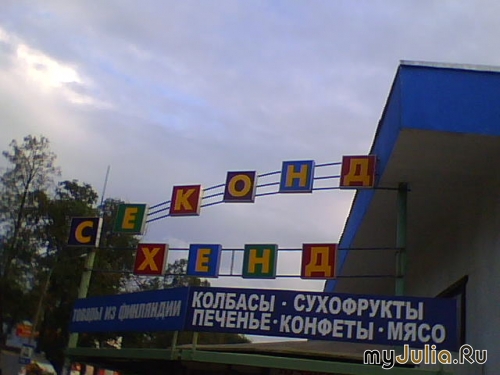 СЕКОНД
ХЕНД
ТОВАРЫ ИЗ ФИНЛЯНДИИ
КОЛБАСЫ · СУХОФРУКТЫ
ПЕЧЕНЬЕ · КОНФЕТЫ · МЯСО
myJulia.Ru